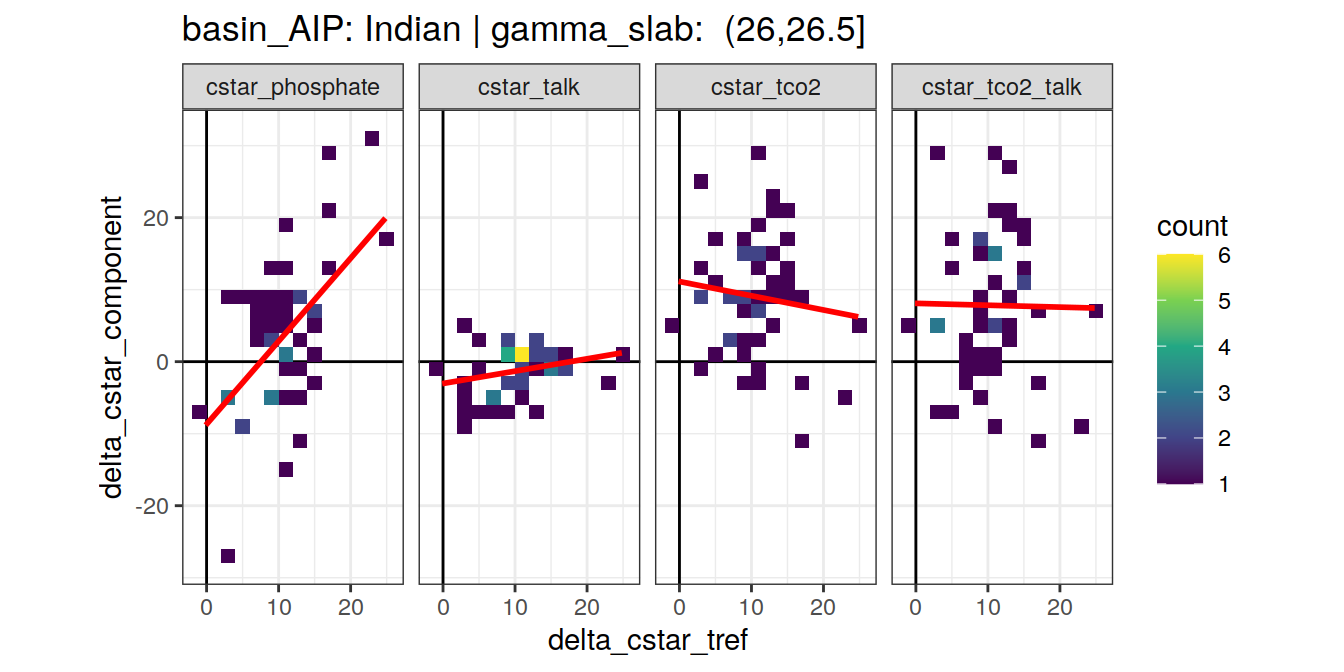 basin_AIP: Indian | gamma_slab:  (26,26.5]
cstar_phosphate cstar_talk cstar_tco2 cstar_tco2_talk
delta_cstar_component
20
0
-20
0 10 20 0 10 20 0 10 20 0 10 20
delta_cstar_tref
count
6
5
4
3
2
1